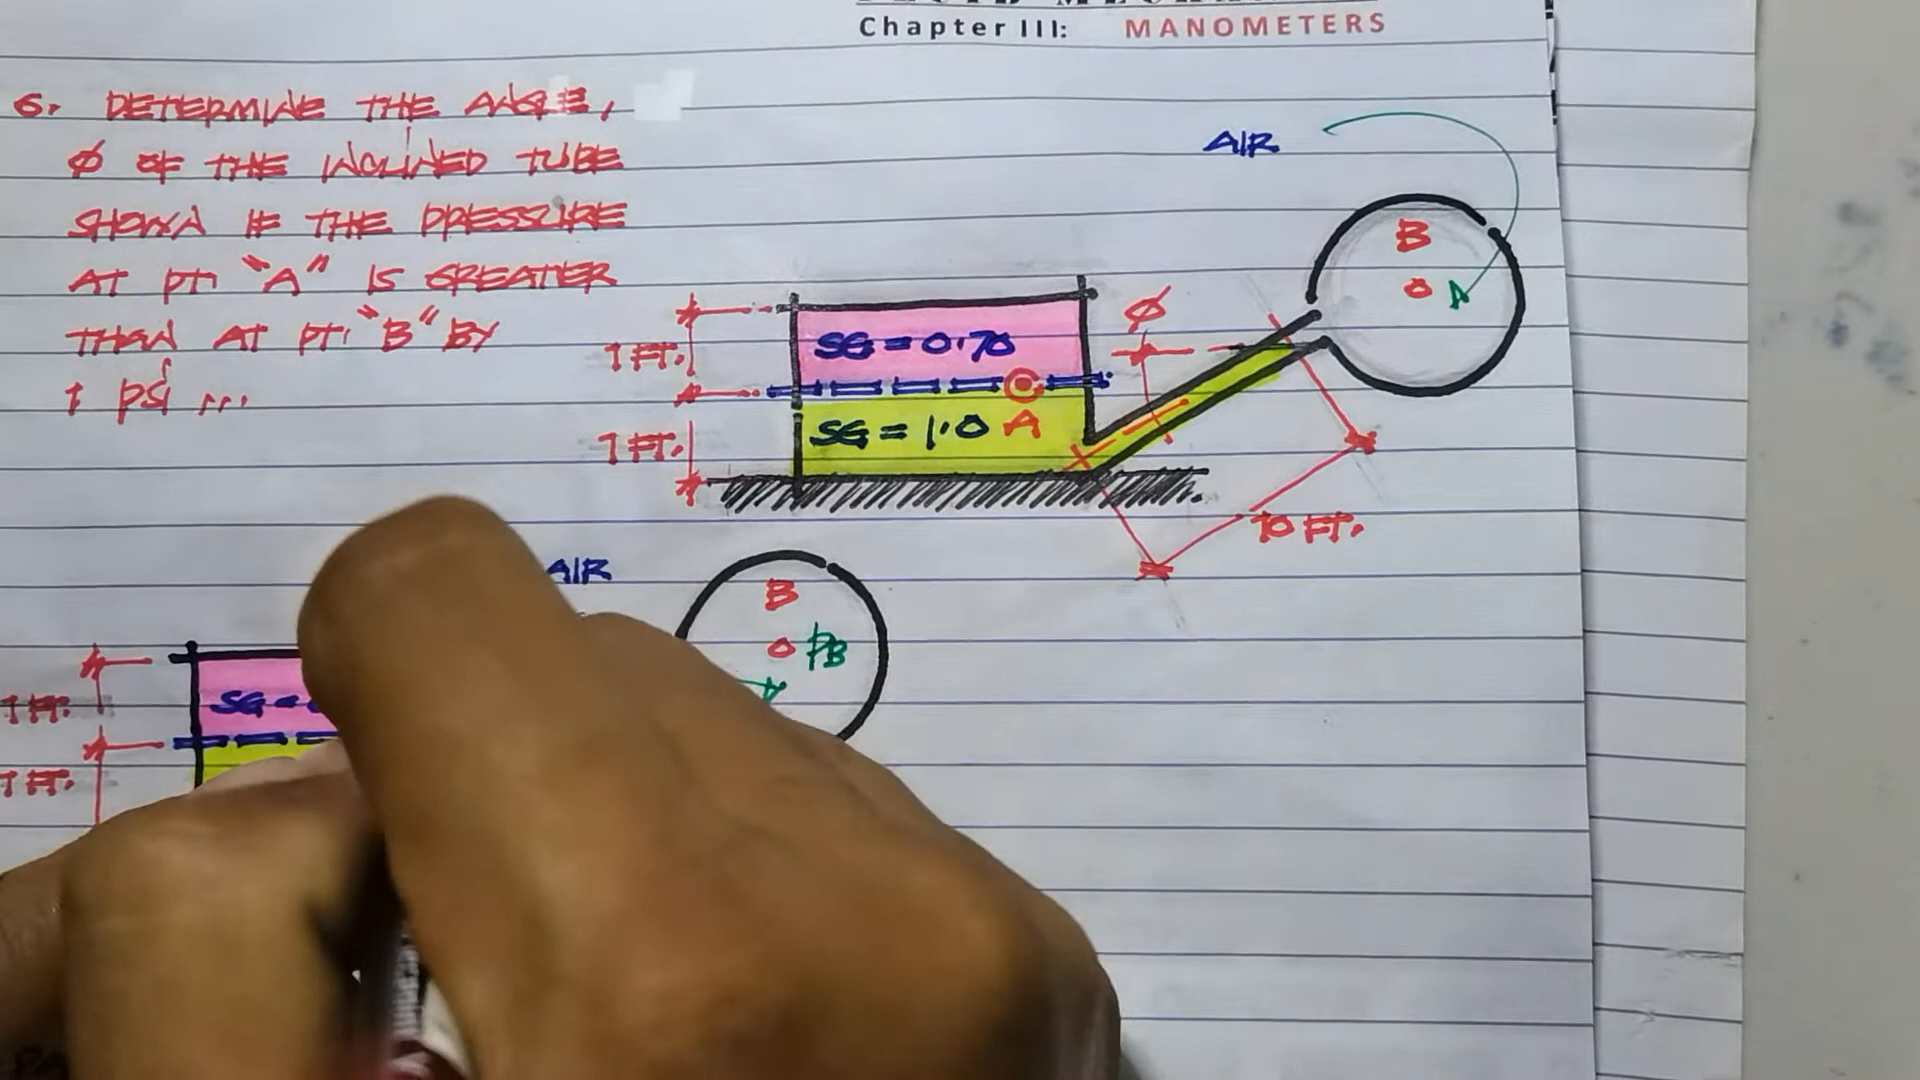 Chapter III: MANOMETERS
6. DETERMINE THE ANGLE,
Ø OF THE INCLINED TUBE
SHOWN IF THE PRESSURE
AT PT. "A" IS GREATER
THAN AT PT. "B" BY
1 psi ...
AIR
B
A
Ø
1 FT.
SG = 0.70
1 FT.
SG = 1.0 A
10 FT.
AIR
B
PB
1 FT.
SG =
1 FT.